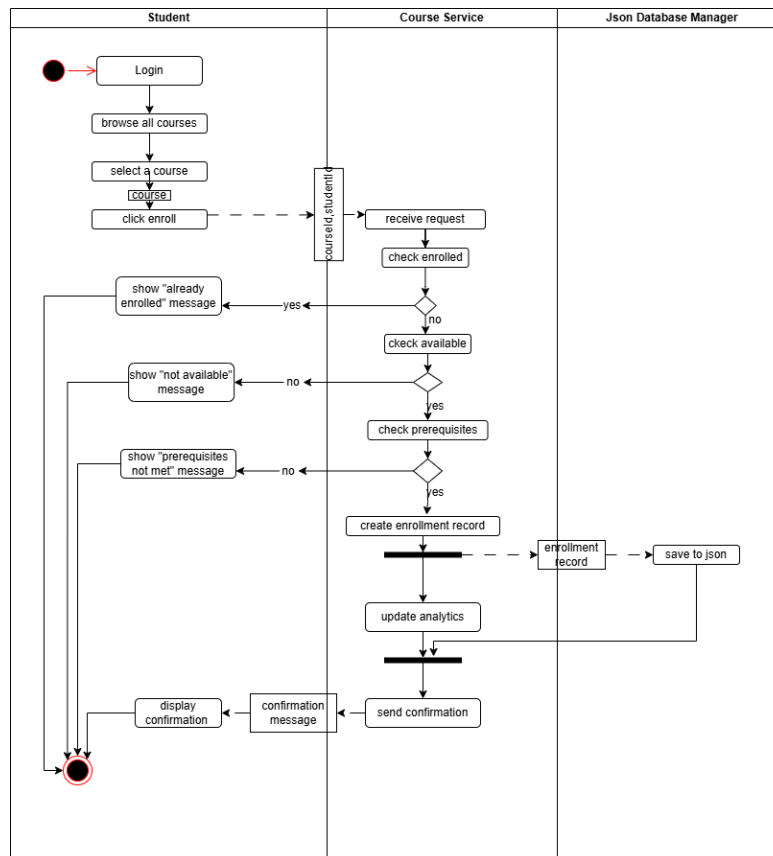 Student
Course Service
Json Database Manager
Login
browse all courses
select a course
course
click enroll
courseId,studentId
receive request
check enrolled
show "already
enrolled" message
yes
no
ckeck available
show "not available"
message
no
yes
check prerequisites
show "prerequisites
not met" message
no
yes
create enrollment record
enrollment
record
save to json
update analytics
display
confirmation
confirmation
message
send confirmation